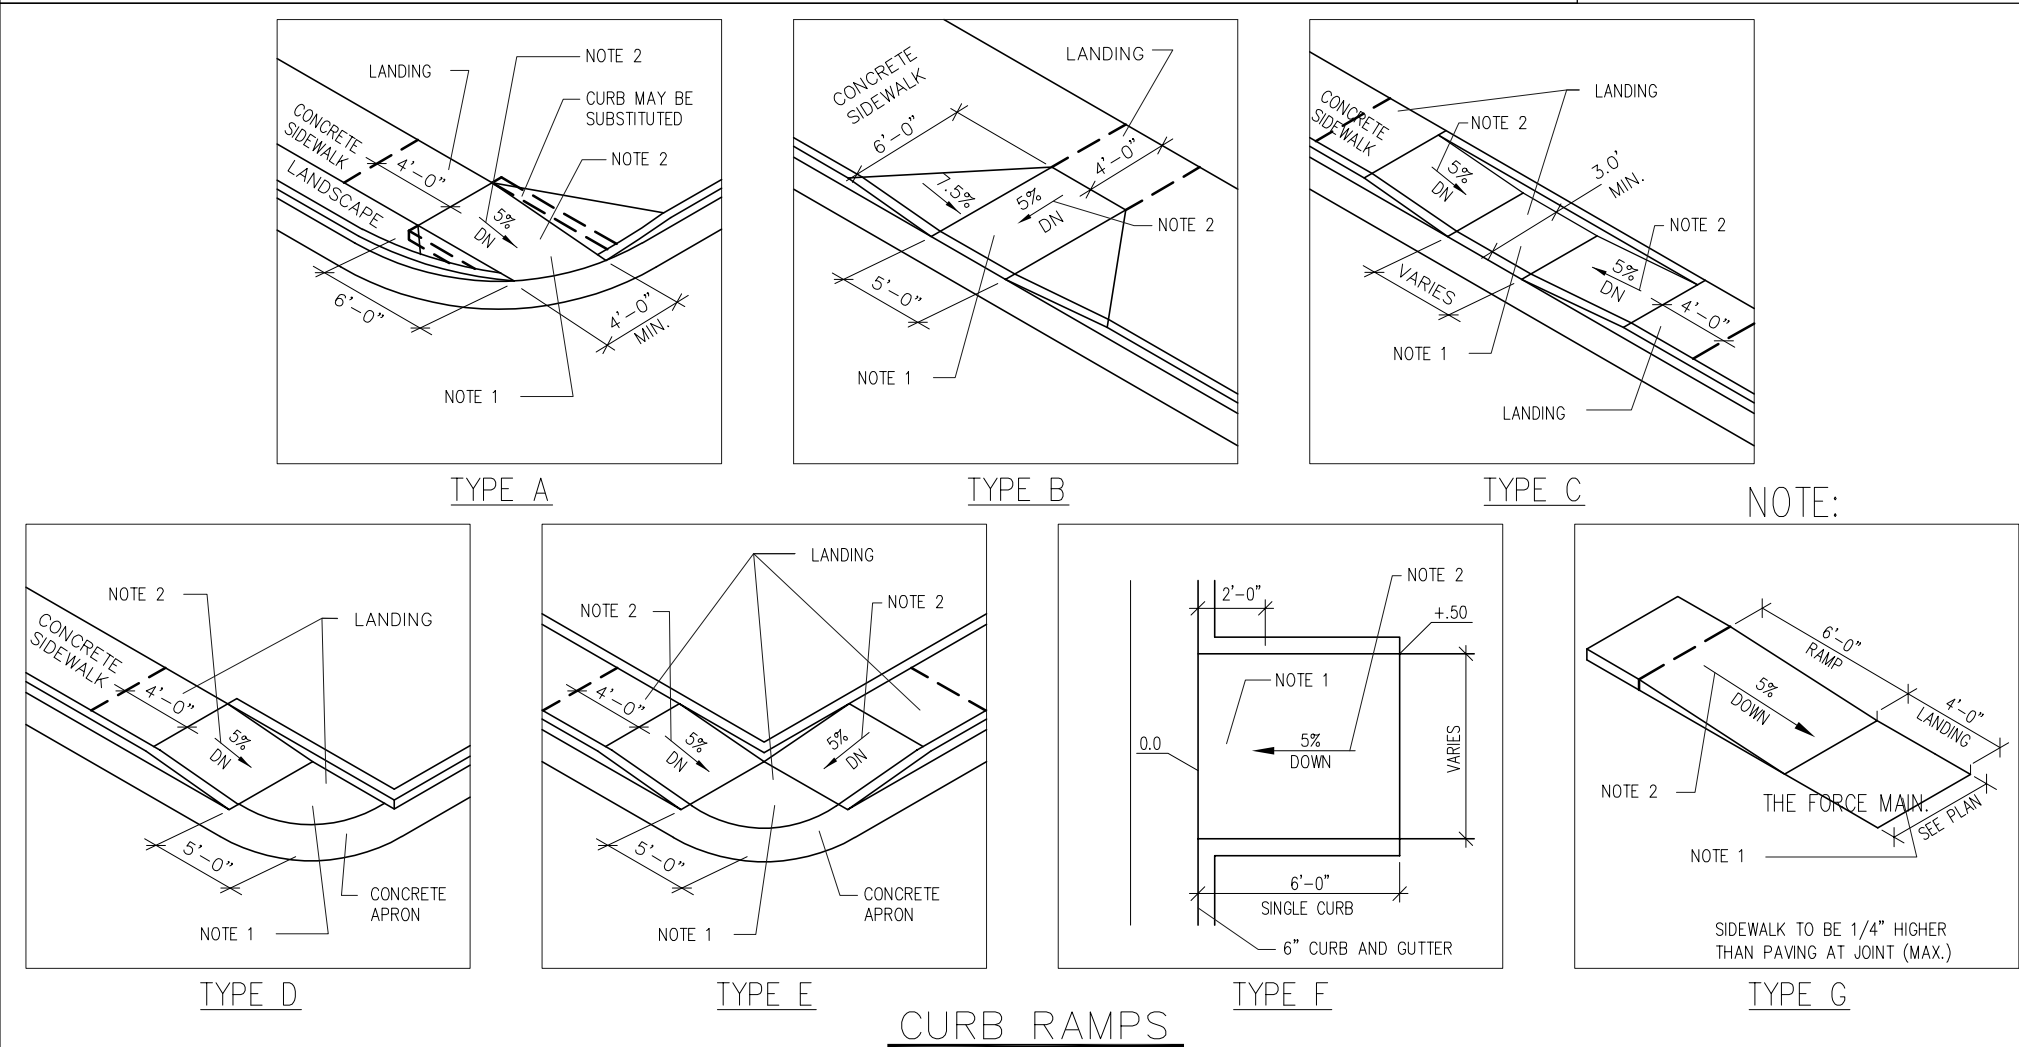 NOTE 2
LANDING
CURB MAY BE
SUBSTITUTED
CONCRETE
SIDEWALK
NOTE 2
4'-0"
LANDSCAPE
5%
DN
6'-0"
4'-0"
MIN.
NOTE 1
TYPE A
LANDING
CONCRETE
SIDEWALK
6'-0"
4'-0"
7.5%
5%
DN
NOTE 2
5'-0"
NOTE 1
TYPE B
LANDING
CONCRETE
SIDEWALK
NOTE 2
5%
DN
3.0'
MIN.
NOTE 2
5%
DN
VARIES
4'-0"
NOTE 1
LANDING
TYPE C
NOTE:
NOTE 2
CONCRETE
SIDEWALK
LANDING
4'-0"
5%
DN
5'-0"
CONCRETE
APRON
NOTE 1
TYPE D
LANDING
NOTE 2
NOTE 2
4'-0"
5%
DN
5%
DN
5'-0"
CONCRETE
APRON
NOTE 1
TYPE E
NOTE 2
2'-0"
+.50
NOTE 1
0.0
5%
DOWN
VARIES
6'-0"
SINGLE CURB
6" CURB AND GUTTER
TYPE F
6'-0"
RAMP
5%
DOWN
4'-0"
LANDING
NOTE 2
THE FORCE MAIN.
SEE PLAN
NOTE 1
SIDEWALK TO BE 1/4" HIGHER
THAN PAVING AT JOINT (MAX.)
TYPE G
CURB RAMPS